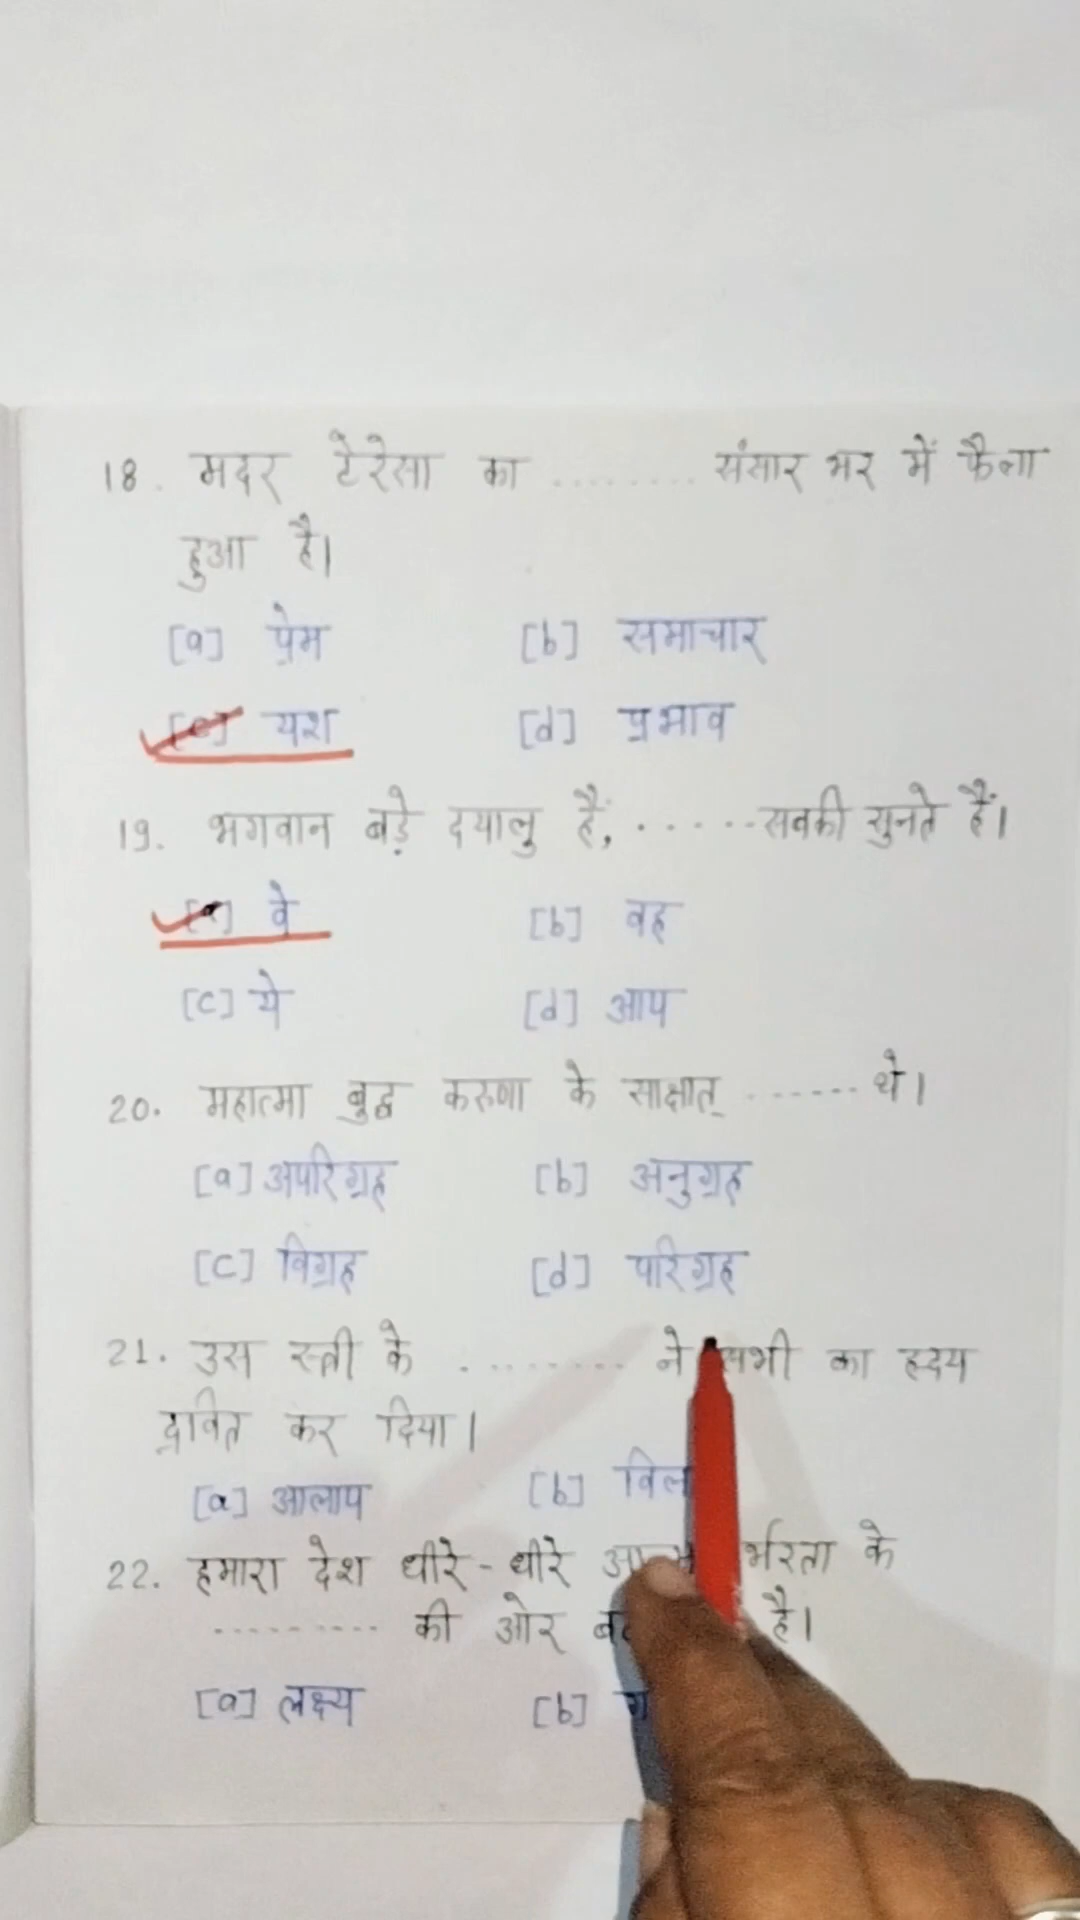 18. मदर टेरेसा का ......... संसार भर में फैला
हुआ है।
[a] प्रेम [b] समाचार
[c] यश [d] प्रभाव
19. भगवान बड़े दयालु हैं, ...... सबकी सुनते हैं।
[a] वे [b] वह
[c] ये [d] आप
20. महात्मा बुद्ध करुणा के साक्षात् ....... थे।
[a] अपरिग्रह [b] अनुग्रह
[c] विग्रह [d] परिग्रह
21. उस स्त्री के .......... ने सभी का हृदय
द्रवित कर दिया।
[a] आलाप [b]
22. हमारा देश धीरे-धीरे के
.......... की ओर है।
[a] लक्ष्य [b]